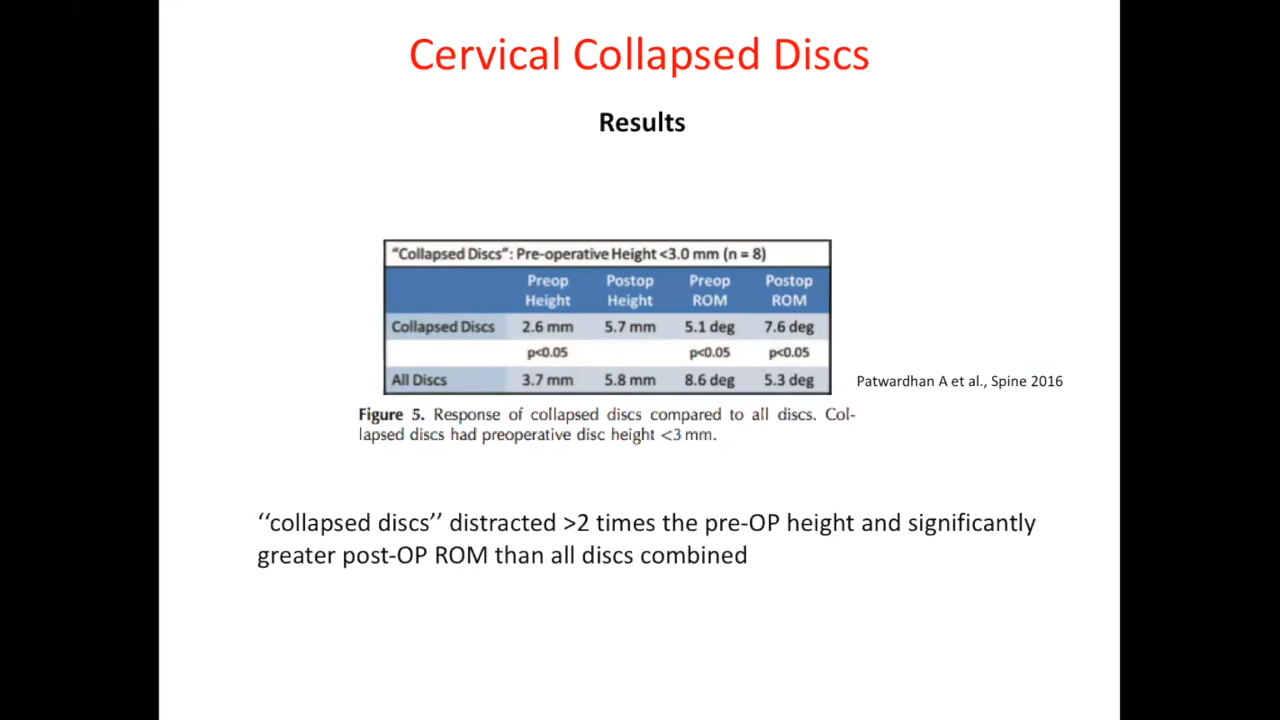 Cervical Collapsed Discs
Results
"Collapsed Discs": Pre-operative Height <3.0 mm (n = 8)
Preop Height Postop Height Preop ROM Postop ROM
Collapsed Discs 2.6 mm 5.7 mm 5.1 deg 7.6 deg
p<0.05 p<0.05 p<0.05
All Discs 3.7 mm 5.8 mm 8.6 deg 5.3 deg
Patwardhan A et al., Spine 2016
Figure 5. Response of collapsed discs compared to all discs. Col-
lapsed discs had preoperative disc height <3 mm.
‘‘collapsed discs’’ distracted >2 times the pre-OP height and significantly
greater post-OP ROM than all discs combined